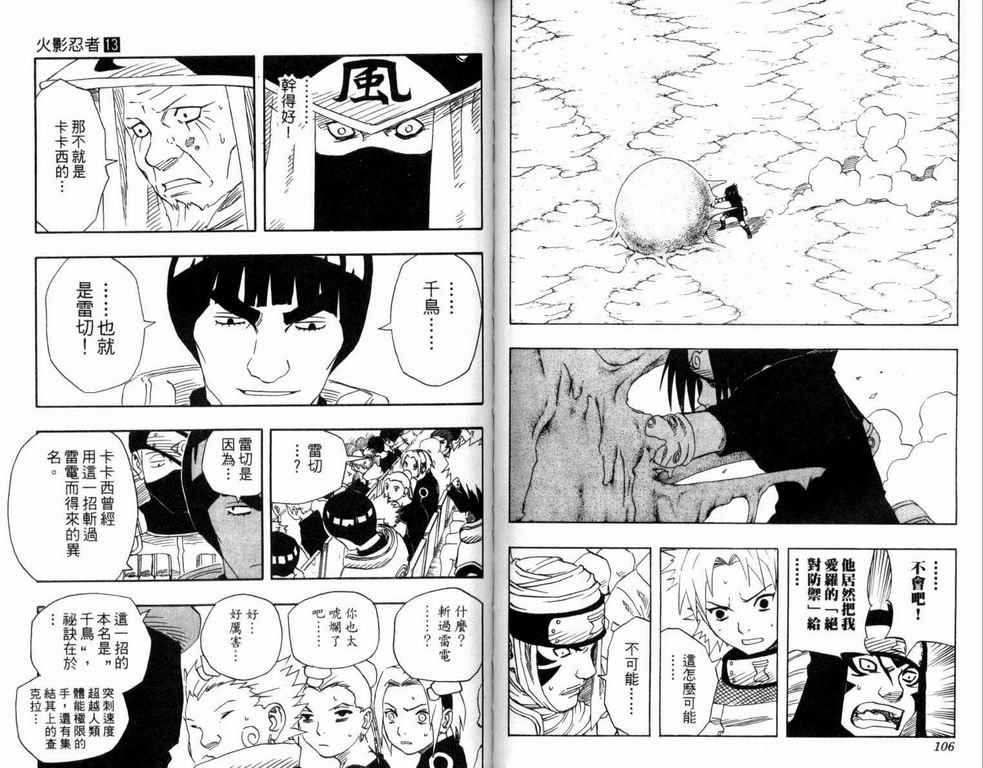 ……
不會吧！
他居然把我
愛羅的「絕
對防禦」給
……
……
這怎麼可能
不可能
……
106
火影忍者13
風
………
幹得好！
那不就是
卡卡西的…
……
千鳥……
……也就
是雷切！
雷切
…？
雷切是
因為…
卡卡西曾經
用這一招斬過
雷電而得來的異
名。
什麼？
斬過雷電
……？
你也太
唬爛了
吧……
好…
好厲害…
這一招的
本名是"
千鳥"，
祕訣在於
…
突刺速度
超越人類
體能極限的
手，還有集
結其上的查
克拉…